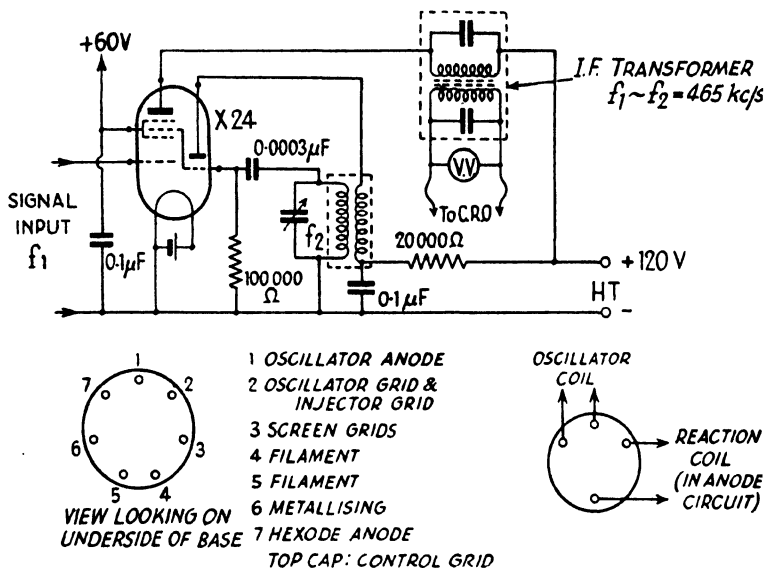 +60V
X24
I.F. TRANSFORMER
f₁ ~ f₂ = 465 kc/s
0·0003μF
V.V.
To C.R.O
SIGNAL
INPUT
f₁
f₂
20000Ω
+120 V
0·1μF
100000
Ω
0·1μF
HT
-
1
2
3
4
5
6
7
VIEW LOOKING ON
UNDERSIDE OF BASE
1 OSCILLATOR ANODE
2 OSCILLATOR GRID &
INJECTOR GRID
3 SCREEN GRIDS
4 FILAMENT
5 FILAMENT
6 METALLISING
7 HEXODE ANODE
TOP CAP: CONTROL GRID
OSCILLATOR
COIL
REACTION
COIL
(IN ANODE
CIRCUIT)